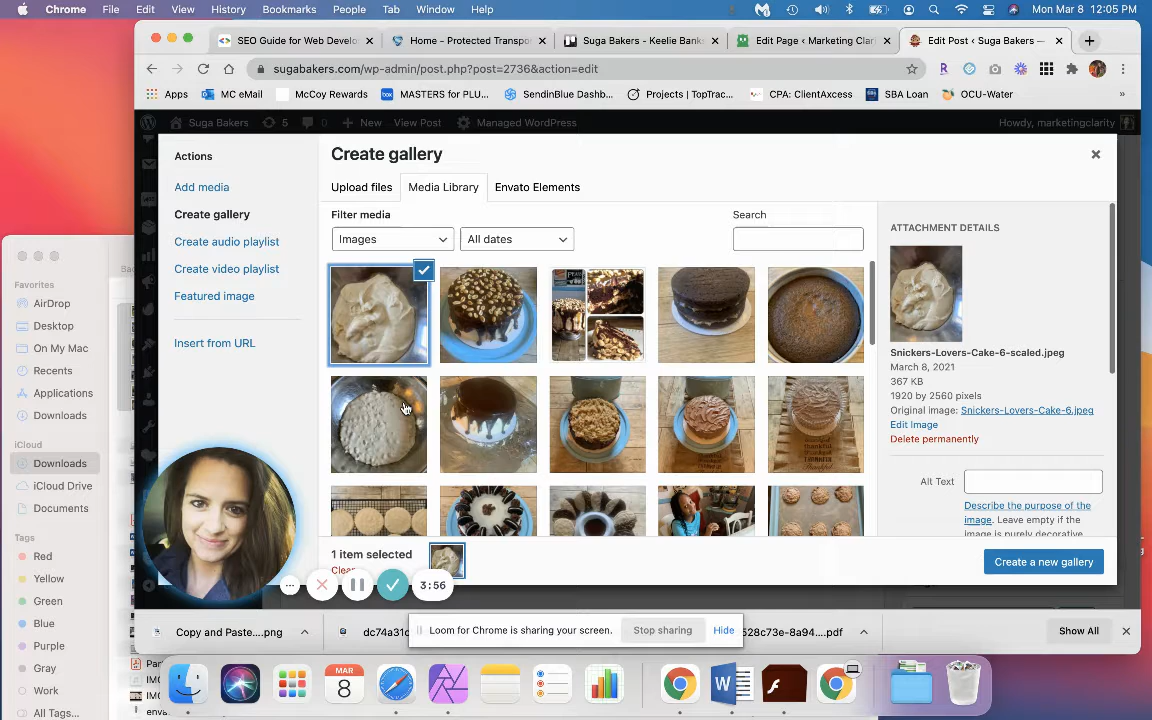 Chrome File Edit View History Bookmarks People Tab Window Help Mon Mar 8 12:05 PM
SEO Guide for Web Develo Home – Protected Transpo Suga Bakers – Keelie Banks Edit Page ‹ Marketing Clari Edit Post ‹ Suga Bakers —
sugabakers.com/wp-admin/post.php?post=2736&action=edit
Apps MC eMail McCoy Rewards MASTERS for PLU... SendinBlue Dashb... Projects | TopTrac... CPA: ClientAxcess SBA Loan OCU-Water »
Suga Bakers 5 0 New View Post Managed WordPress Howdy, marketingclarity
Actions
Add media
Create gallery
Create audio playlist
Create video playlist
Featured image
Insert from URL
Create gallery
Upload files Media Library Envato Elements
Filter media
Images All dates
Search
ATTACHMENT DETAILS
Snickers-Lovers-Cake-6-scaled.jpeg
March 8, 2021
367 KB
1920 by 2560 pixels
Original image: Snickers-Lovers-Cake-6.jpeg
Edit Image
Delete permanently
Alt Text
Describe the purpose of the
image. Leave empty if the
image is purely decorative
1 item selected
Clear
Create a new gallery
3:56
Favorites
AirDrop
Desktop
On My Mac
Recents
Applications
Downloads
iCloud
Downloads
iCloud Drive
Documents
Tags
Red
Yellow
Green
Blue
Purple
Gray
Work
All Tags...
Copy and Paste....png dc74a31 528c73e-8a94....pdf Show All
Loom for Chrome is sharing your screen. Stop sharing Hide
MAR
8